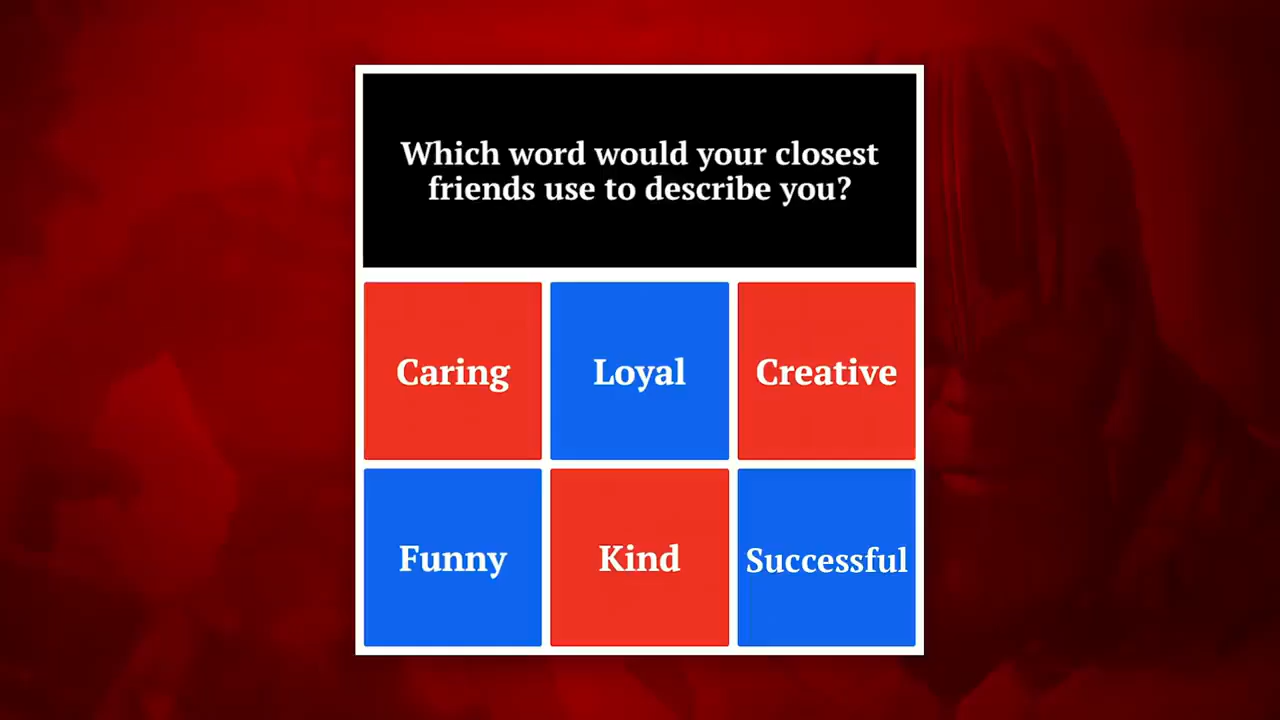 Which word would your closest
friends use to describe you?
Caring
Loyal
Creative
Funny
Kind
Successful